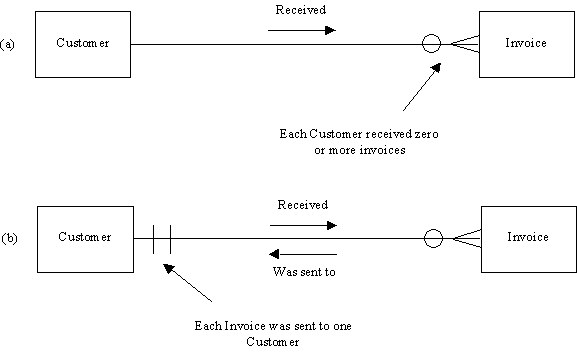 Received
(a)
Customer
Invoice
Each Customer received zero
or more invoices
Received
(b)
Customer
Invoice
Was sent to
Each Invoice was sent to one
Customer